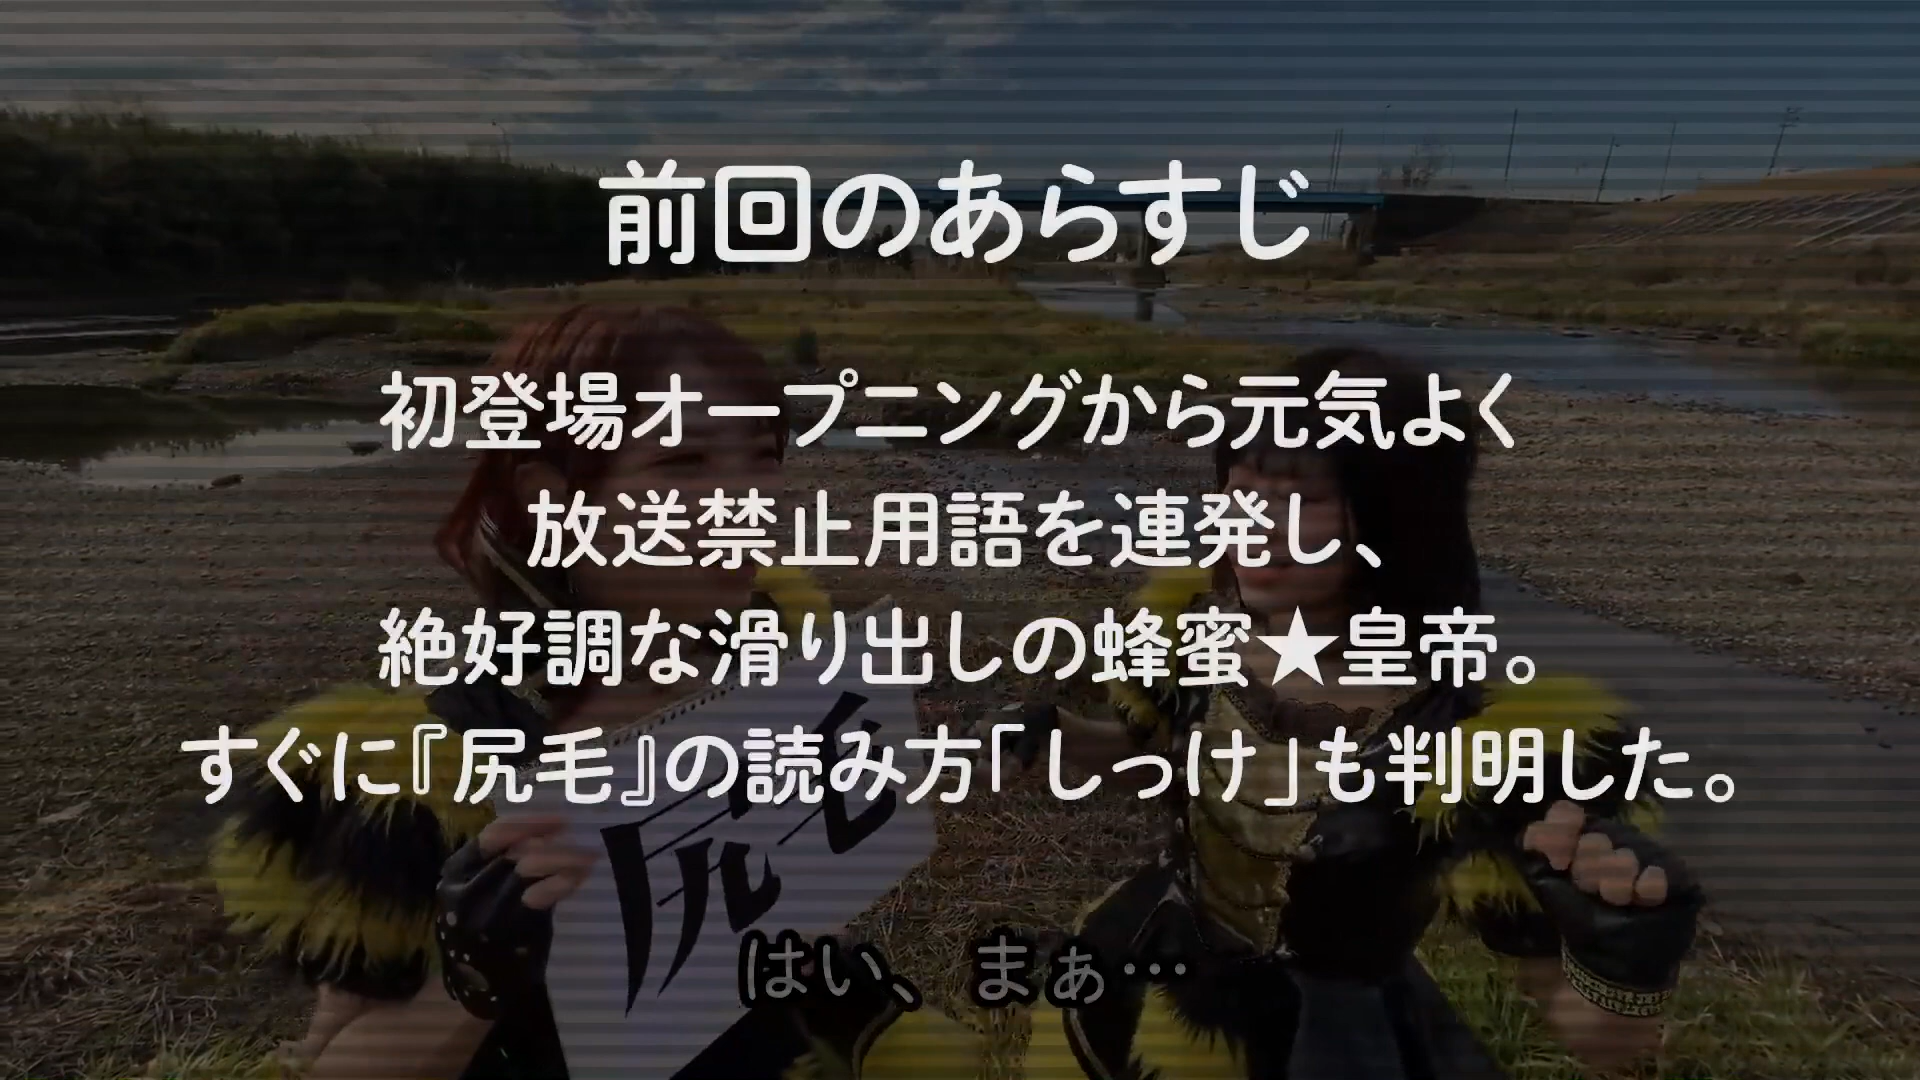 前回のあらすじ
初登場オープニングから元気よく
放送禁止用語を連発し、
絶好調な滑り出しの蜂蜜★皇帝。
すぐに『尻毛』の読み方「しっけ」も判明した。
尻毛
はい、まぁ…